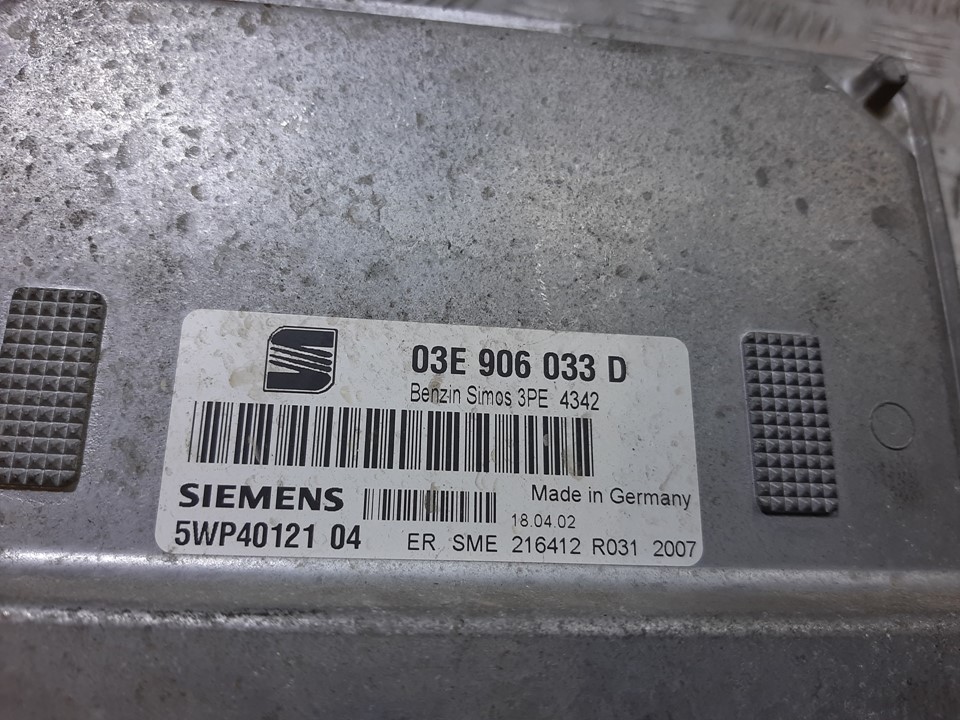 03E 906 033 D
Benzin Simos 3PE 4342
SIEMENS
Made in Germany
18.04.02
5WP40121 04
ER SME 216412 R031 2007